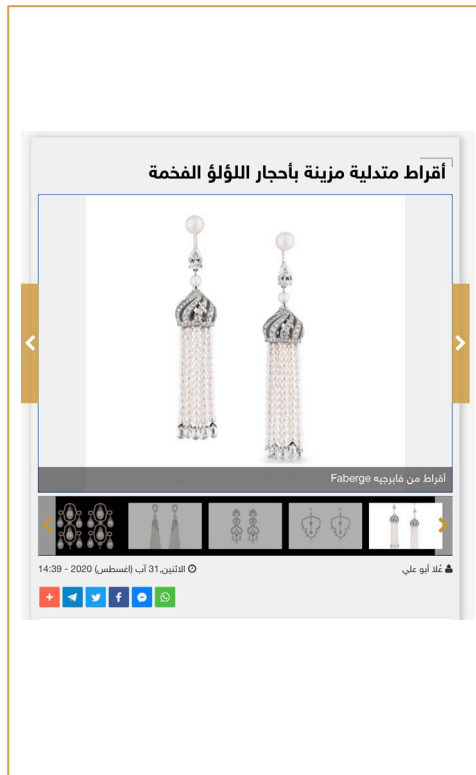 أقراط متدلية مزينة بأحجار اللؤلؤ الفخمة
أقراط من فابرجيه Faberge
عُلا أبو علي
الاثنين,31 آب (اغسطس) 2020 - 14:39